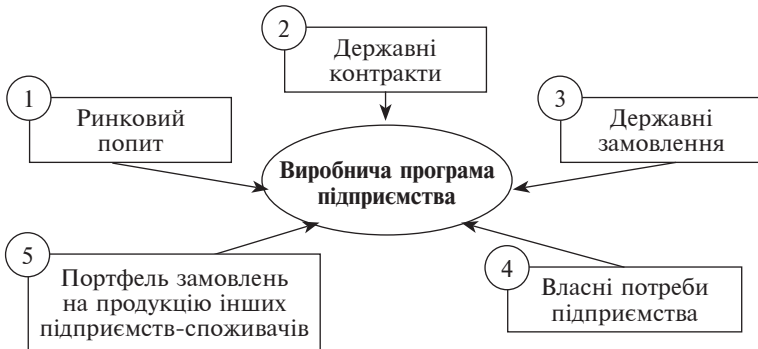 1
Ринковий
попит
2
Державні
контракти
3
Державні
замовлення
Виробнича програма
підприємства
4
Власні потреби
підприємства
5
Портфель замовлень
на продукцію інших
підприємств-споживачів